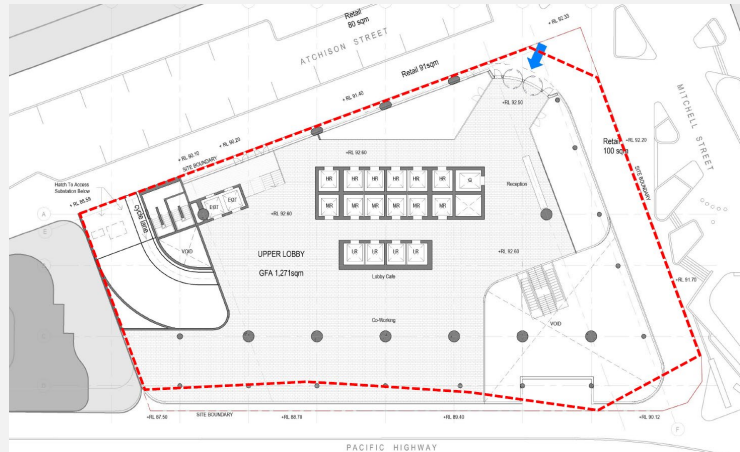 Retail
80 sqm
+ RL 92.33
ATCHISON STREET
Retail 91sqm
MITCHELL STREET
+RL 91.40
+RL 92.50
+ RL 90.20
+ RL 90.10
SITE BOUNDARY
+RL 92.60
Retail
100 sqm
+RL 92.20
Hatch To Access
Substation Below
HR HR HR HR HR HR G
Reception
SITE BOUNDARY
A
+ RL 88.55
cycle lane
EGT EGT
+RL 92.60
MR MR MR MR MR MR
B
VOID
UPPER LOBBY
LR LR LR LR
+RL 92.60
GFA 1,271sqm
Lobby Cafe
+RL 91.70
Co-Working
VOID
+RL 87.50
SITE BOUNDARY
+RL 88.70
+RL 89.40
+RL 90.12
F
PACIFIC HIGHWAY